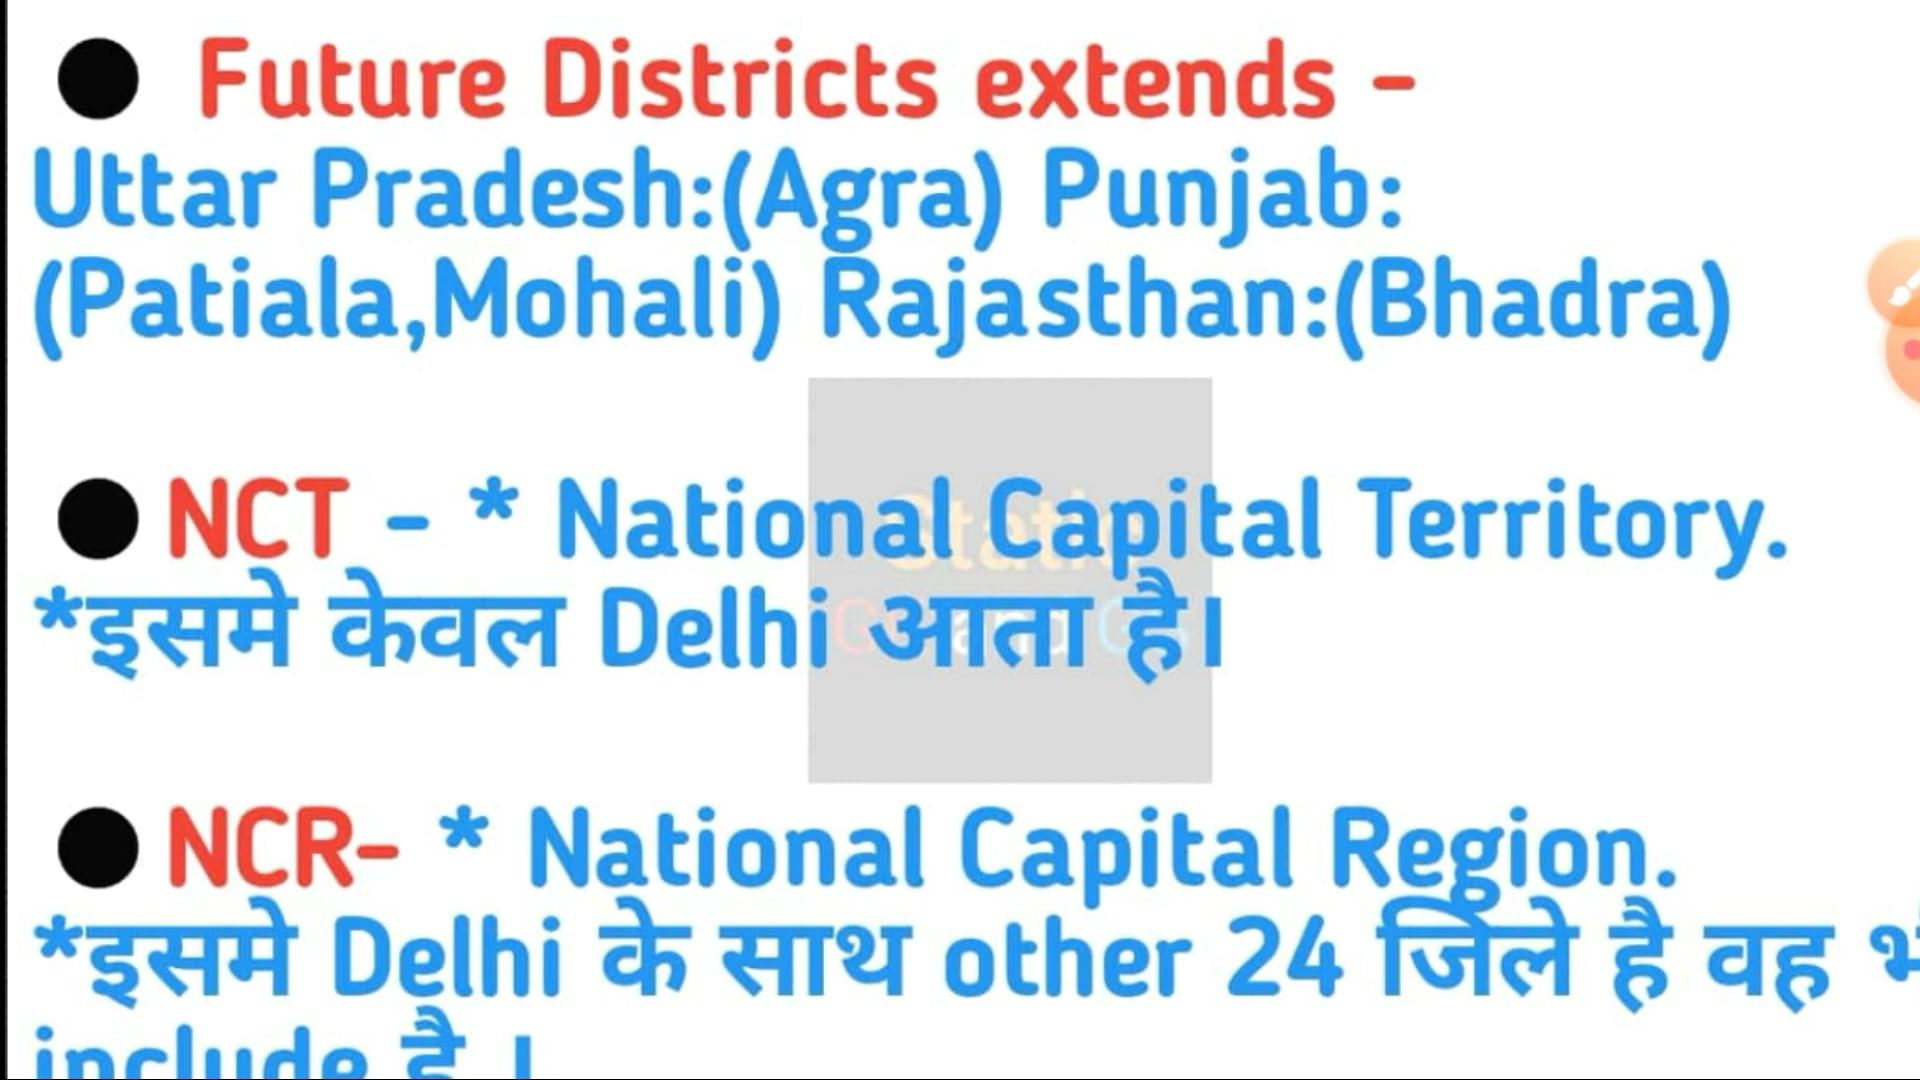 ● Future Districts extends -
Uttar Pradesh:(Agra) Punjab:
(Patiala,Mohali) Rajasthan:(Bhadra)
● NCT - * National Capital Territory.
*इसमे केवल Delhi आता है।
● NCR- * National Capital Region.
*इसमे Delhi के साथ other 24 जिले है वह
include है ।